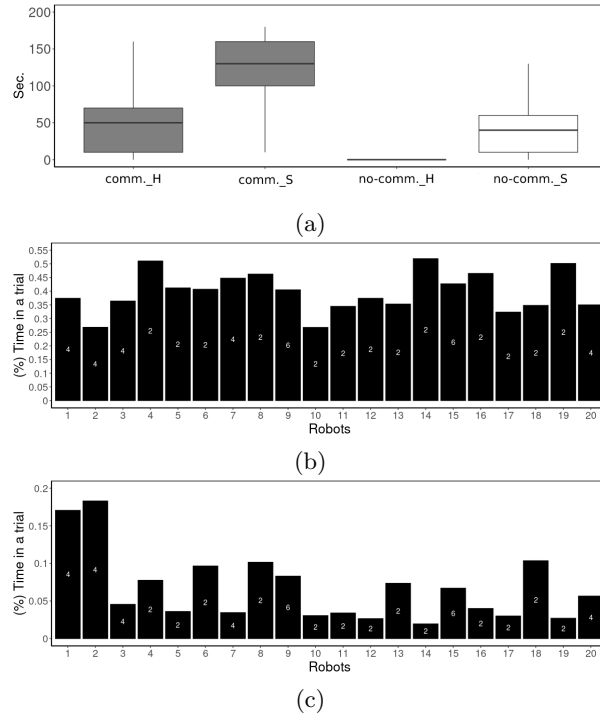 200
150
100
50
0
Sec.
comm._H comm._S no-comm._H no-comm._S
(a)
0.55
0.5
0.45
0.4
0.35
0.3
0.25
0.2
0.15
0.1
0.05
0
(%) Time in a trial
4 2 4 4 2 2 4 2 6 2 2 2 2 2 6 2 2 2 2 4
1 2 3 4 5 6 7 8 9 10 11 12 13 14 15 16 17 18 19 20
Robots
(b)
0.2
0.15
0.1
0.05
0
(%) Time in a trial
4 4 4 2 2 2 4 2 6 2 2 2 2 2 6 2 2 2 2 4
1 2 3 4 5 6 7 8 9 10 11 12 13 14 15 16 17 18 19 20
Robots
(c)